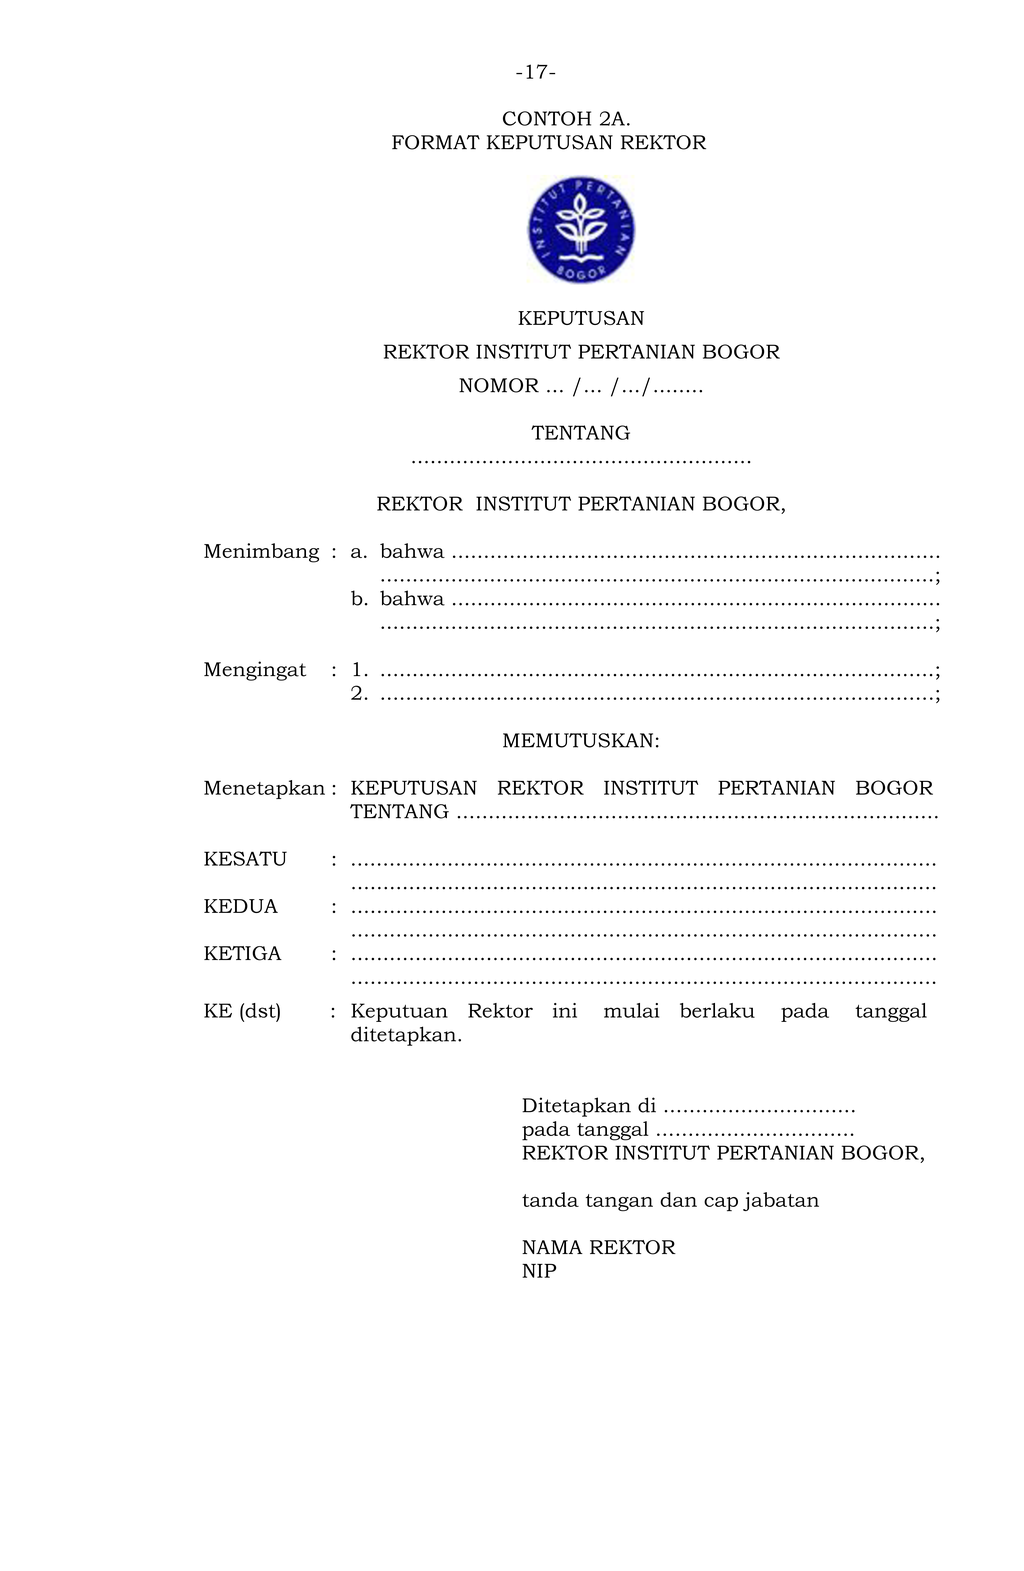 -17-
CONTOH 2A.
FORMAT KEPUTUSAN REKTOR
INSTITUT PERTANIAN
BOGOR
KEPUTUSAN
REKTOR INSTITUT PERTANIAN BOGOR
NOMOR ... /... /.../........
TENTANG
.....................................................
REKTOR INSTITUT PERTANIAN BOGOR,
Menimbang : a. bahwa ............................................................................
......................................................................................;
b. bahwa ............................................................................
......................................................................................;
Mengingat : 1. ......................................................................................;
2. ......................................................................................;
MEMUTUSKAN:
Menetapkan : KEPUTUSAN REKTOR INSTITUT PERTANIAN BOGOR
TENTANG ...........................................................................
KESATU : ...........................................................................................
...........................................................................................
KEDUA : ...........................................................................................
...........................................................................................
KETIGA : ...........................................................................................
...........................................................................................
KE (dst) : Keputuan Rektor ini mulai berlaku pada tanggal
ditetapkan.
Ditetapkan di ..............................
pada tanggal ...............................
REKTOR INSTITUT PERTANIAN BOGOR,
tanda tangan dan cap jabatan
NAMA REKTOR
NIP